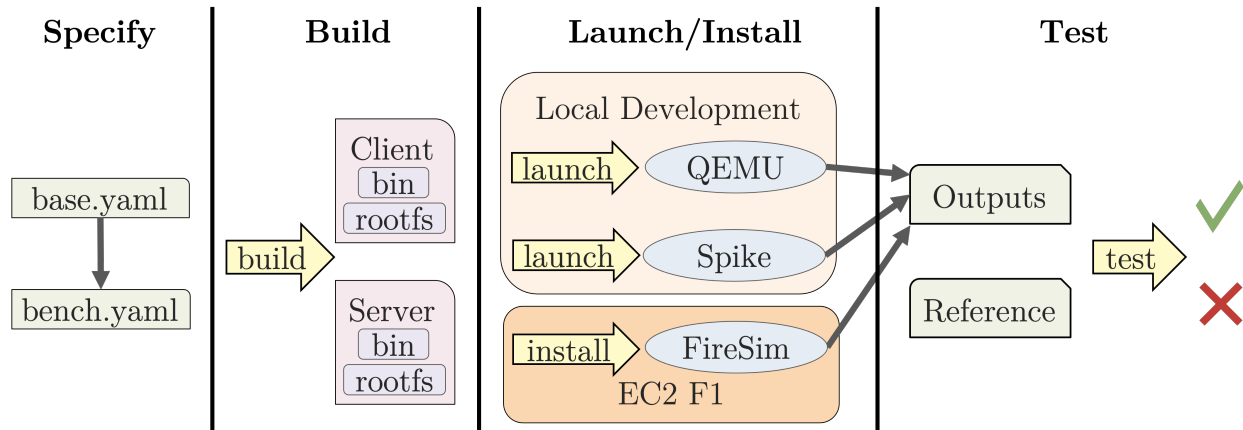 Specify
Build
Launch/Install
Test
base.yaml
bench.yaml
build
Client
bin
rootfs
Server
bin
rootfs
Local Development
launch
QEMU
launch
Spike
install
FireSim
EC2 F1
Outputs
Reference
test